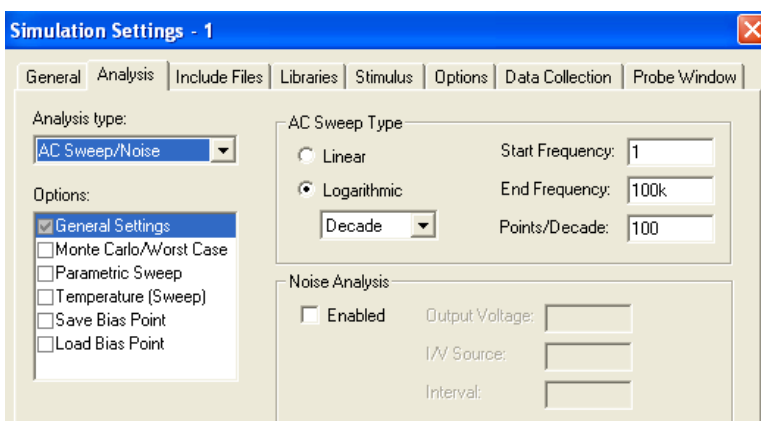 Simulation Settings - 1
General Analysis Include Files Libraries Stimulus Options Data Collection Probe Window
Analysis type:
AC Sweep/Noise
Options:
General Settings
Monte Carlo/Worst Case
Parametric Sweep
Temperature (Sweep)
Save Bias Point
Load Bias Point
AC Sweep Type
Linear
Logarithmic
Decade
Start Frequency: 1
End Frequency: 100k
Points/Decade: 100
Noise Analysis
Enabled
Output Voltage:
I/V Source:
Interval: